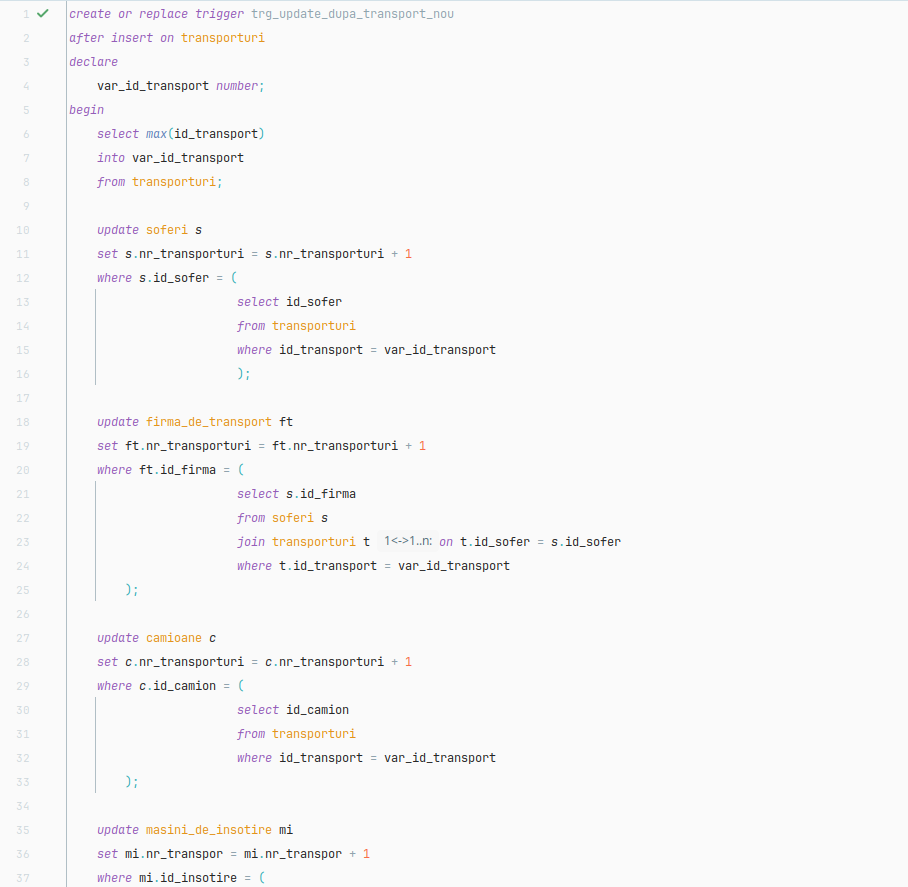 1 create or replace trigger trg_update_dupa_transport_nou
2 after insert on transporturi
3 declare
4 var_id_transport number;
5 begin
6 select max(id_transport)
7 into var_id_transport
8 from transporturi;
9
10 update soferi s
11 set s.nr_transporturi = s.nr_transporturi + 1
12 where s.id_sofer = (
13 select id_sofer
14 from transporturi
15 where id_transport = var_id_transport
16 );
17
18 update firma_de_transport ft
19 set ft.nr_transporturi = ft.nr_transporturi + 1
20 where ft.id_firma = (
21 select s.id_firma
22 from soferi s
23 join transporturi t 1<->1..n: on t.id_sofer = s.id_sofer
24 where t.id_transport = var_id_transport
25 );
26
27 update camioane c
28 set c.nr_transporturi = c.nr_transporturi + 1
29 where c.id_camion = (
30 select id_camion
31 from transporturi
32 where id_transport = var_id_transport
33 );
34
35 update masini_de_insotire mi
36 set mi.nr_transpor = mi.nr_transpor + 1
37 where mi.id_insotire = (